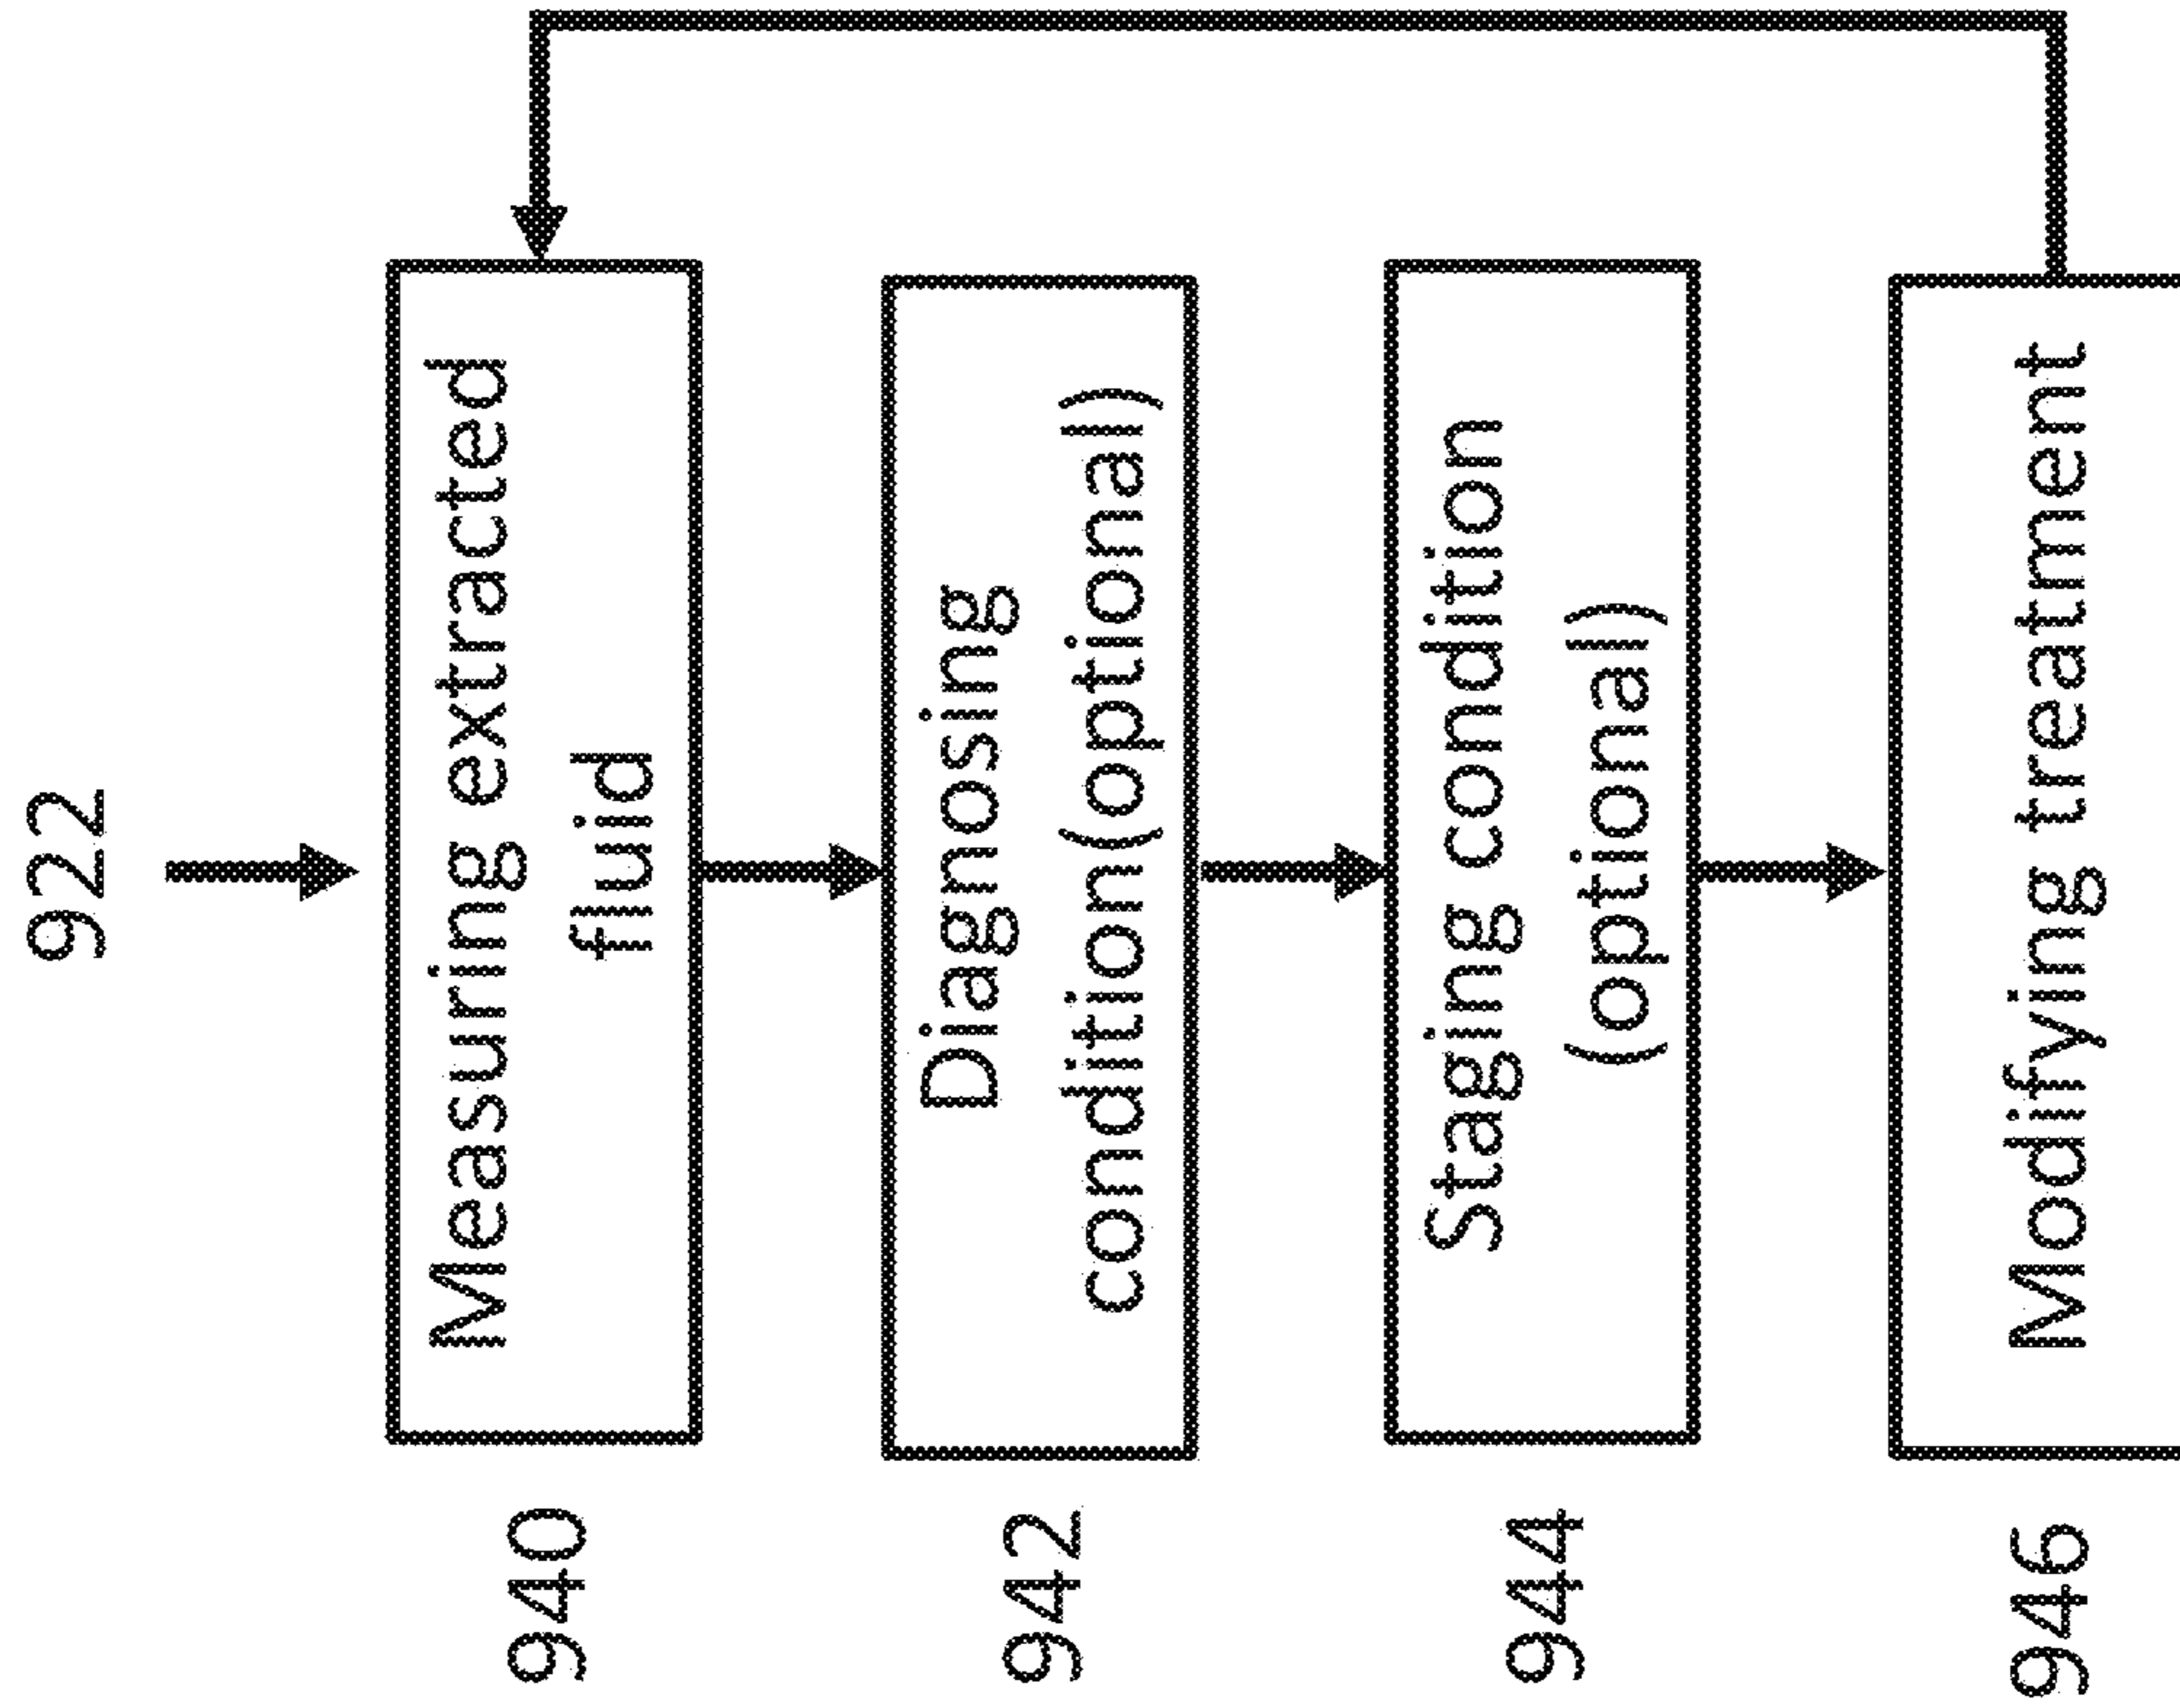 922
940
Measuring extracted
fluid
942
Diagnosing
condition(optional)
944
Staging condition
(optional)
946
Modifying treatment